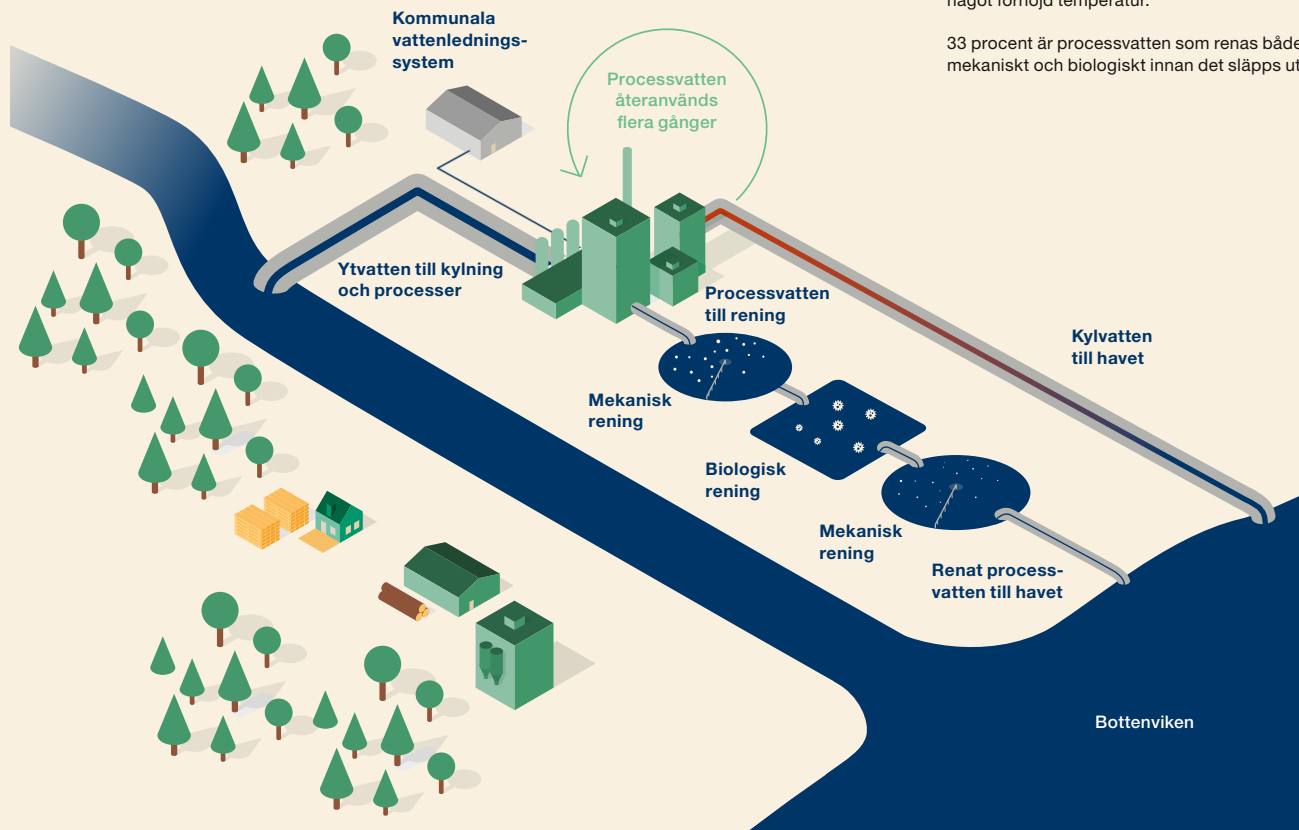 något förhöjd temperatur.
33 procent är processvatten som renas både
mekaniskt och biologiskt innan det släpps ut
Kommunala
vattenlednings-
system
Processvatten
återanvänds
flera gånger
Ytvatten till kylning
och processer
Processvatten
till rening
Kylvatten
till havet
Mekanisk
rening
Biologisk
rening
Mekanisk
rening
Renat process-
vatten till havet
Bottenviken